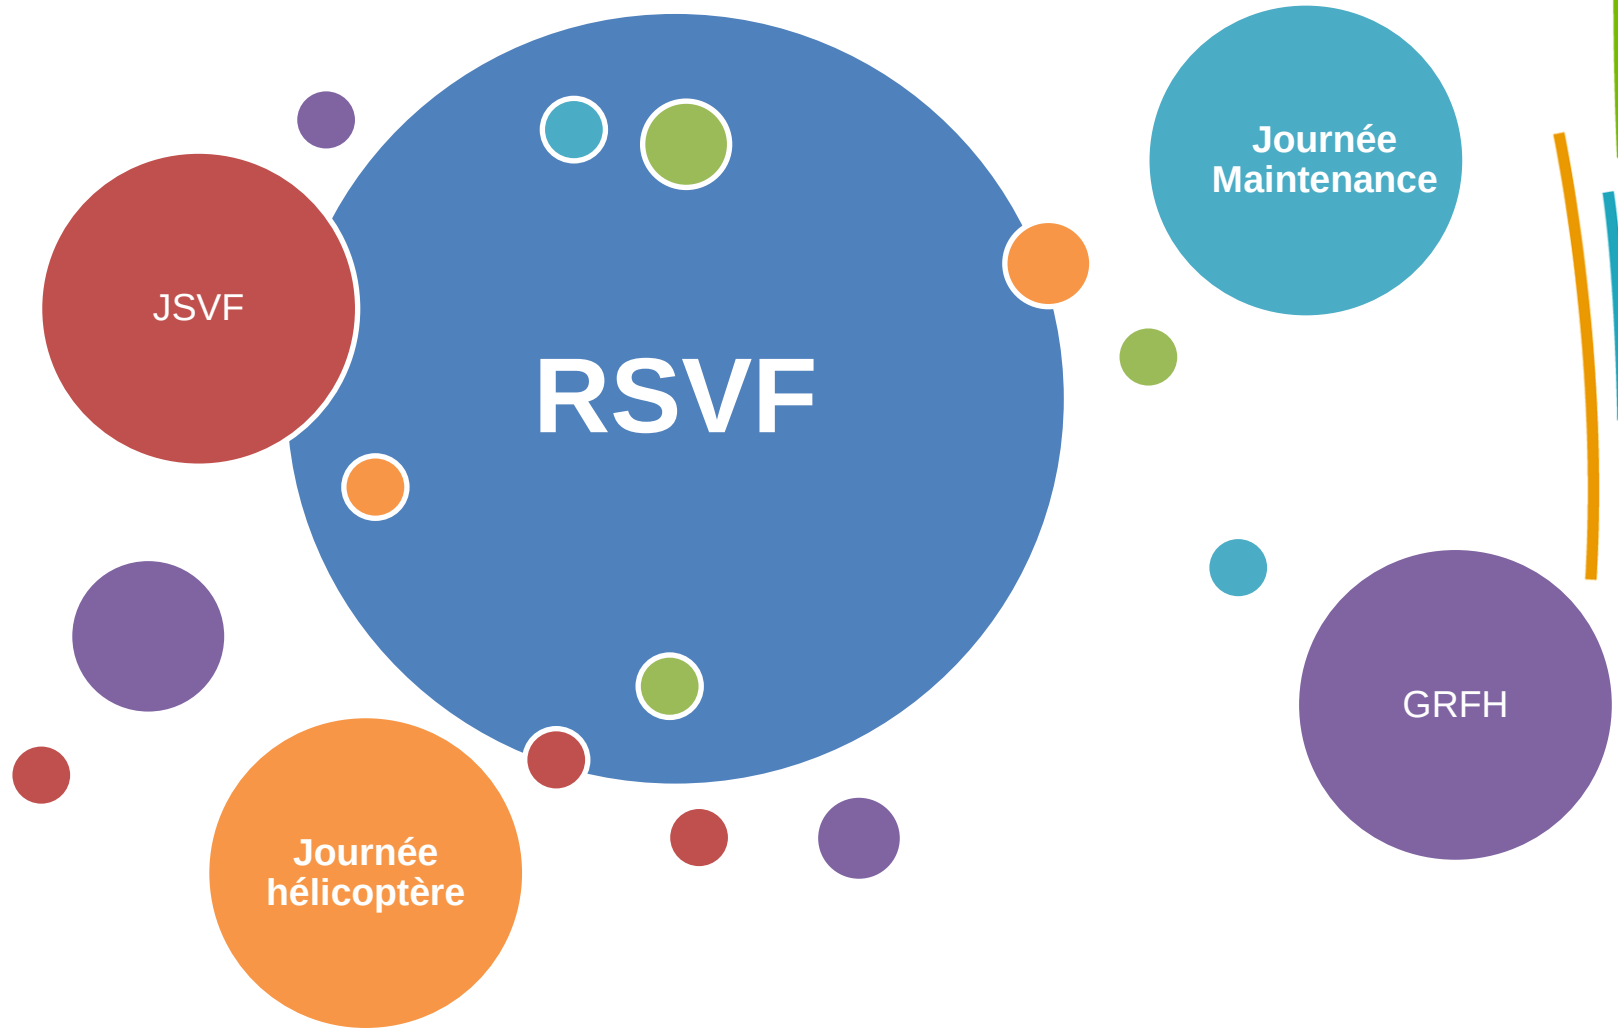 Journée
Maintenance
JSVF
RSVF
GRFH
Journée
hélicoptère